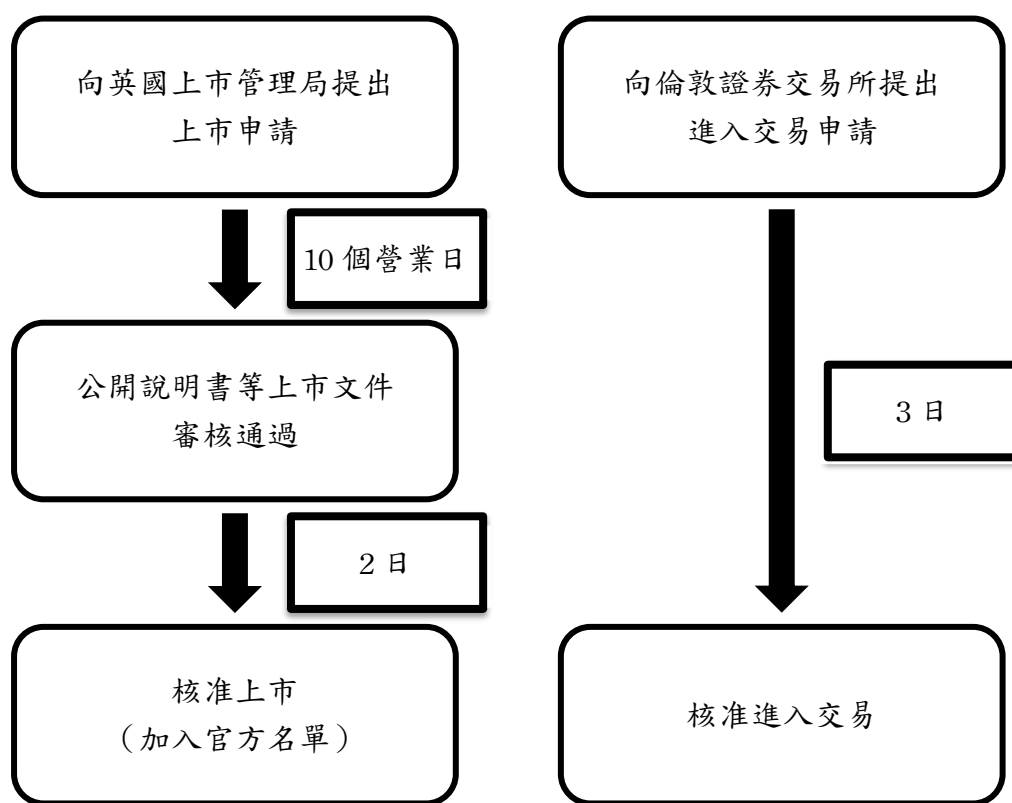 向英國上市管理局提出
上市申請
10 個營業日
公開說明書等上市文件
審核通過
2 日
核准上市
（加入官方名單）
向倫敦證券交易所提出
進入交易申請
3 日
核准進入交易